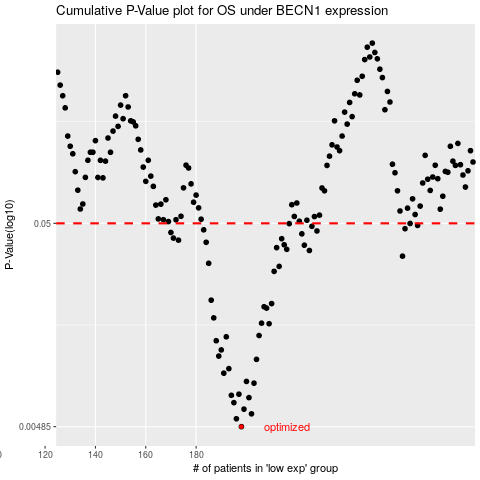 Cumulative P-Value plot for OS under BECN1 expression
P-Value(log10)
0.05
0.00485
optimized
0 120 140 160 180
# of patients in 'low exp' group